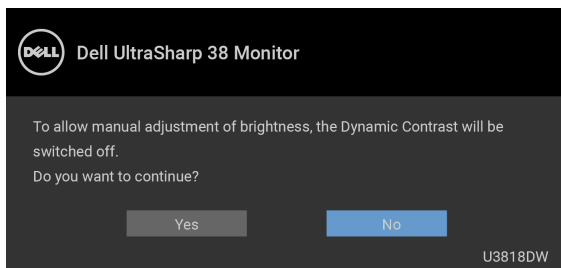 DELL
Dell UltraSharp 38 Monitor
To allow manual adjustment of brightness, the Dynamic Contrast will be
switched off.
Do you want to continue?
Yes
No
U3818DW